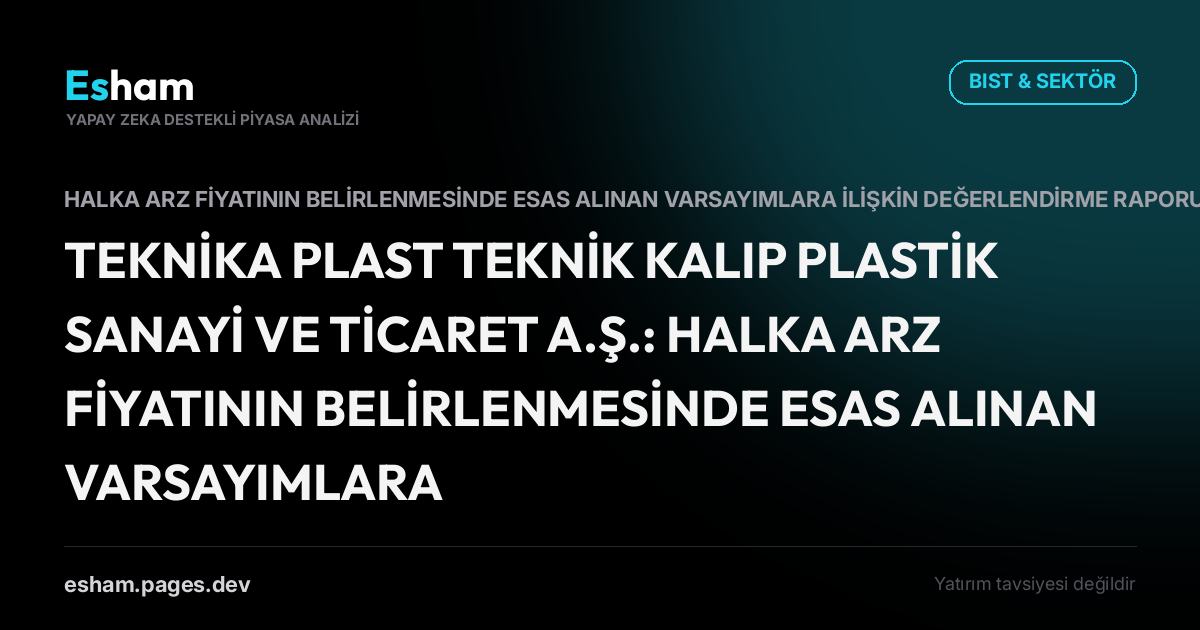 Esham
BIST & SEKTÖR
YAPAY ZEKA DESTEKLİ PİYASA ANALİZİ
HALKA ARZ FİYATININ BELİRLENMESİNDE ESAS ALINAN VARSAYIMLARA İLİŞKİN DEĞERLENDİRME RAPORU
TEKNİKA PLAST TEKNİK KALIP PLASTİK
SANAYİ VE TİCARET A.Ş.: HALKA ARZ
FİYATININ BELİRLENMESİNDE ESAS ALINAN
VARSAYIMLARA
esham.pages.dev
Yatırım tavsiyesi değildir